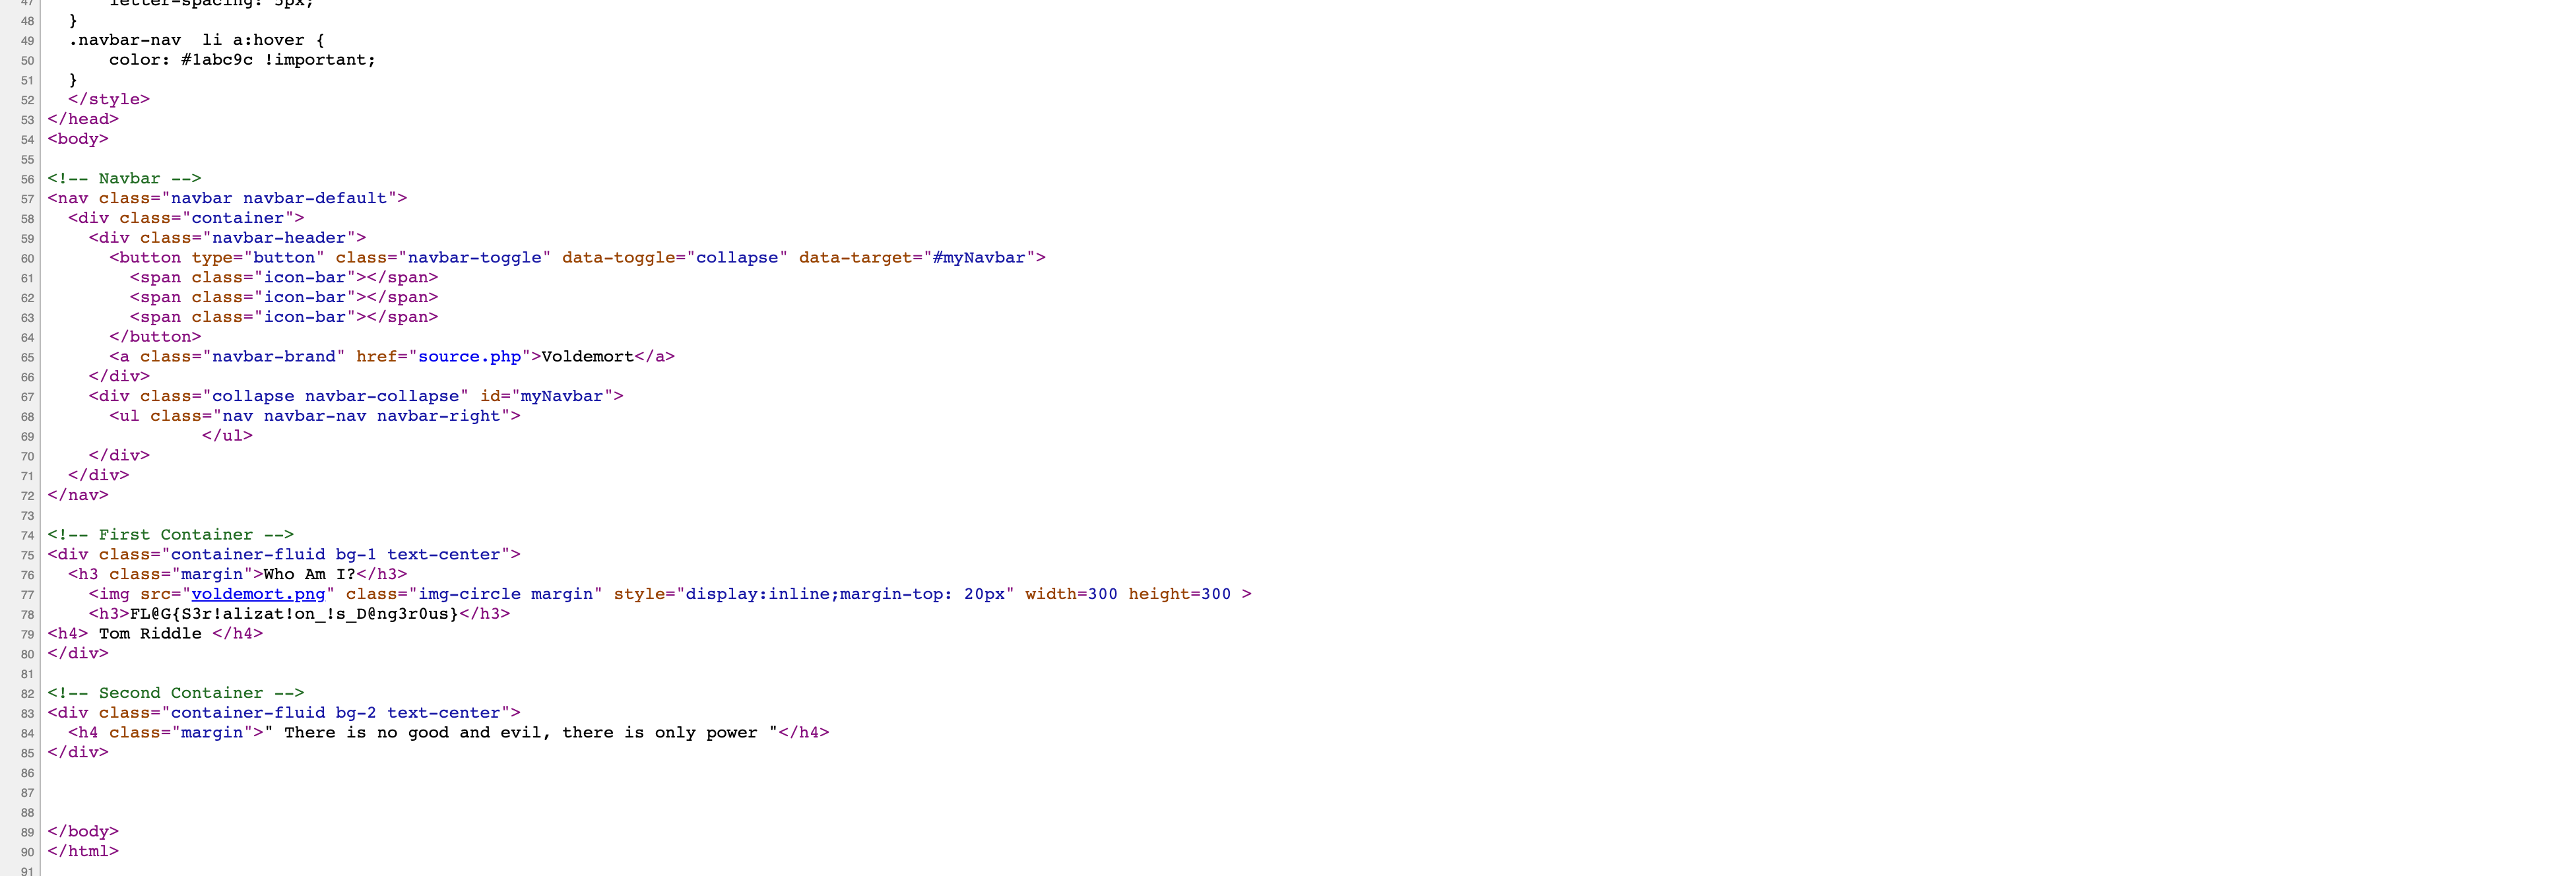 47       letter-spacing: 5px;
48   }
49   .navbar-nav  li a:hover {
50       color: #1abc9c !important;
51   }
52   </style>
53 </head>
54 <body>
55
56 <!-- Navbar -->
57 <nav class="navbar navbar-default">
58   <div class="container">
59     <div class="navbar-header">
60       <button type="button" class="navbar-toggle" data-toggle="collapse" data-target="#myNavbar">
61         <span class="icon-bar"></span>
62         <span class="icon-bar"></span>
63         <span class="icon-bar"></span>
64       </button>
65       <a class="navbar-brand" href="source.php">Voldemort</a>
66     </div>
67     <div class="collapse navbar-collapse" id="myNavbar">
68       <ul class="nav navbar-nav navbar-right">
69                </ul>
70     </div>
71   </div>
72 </nav>
73
74 <!-- First Container -->
75 <div class="container-fluid bg-1 text-center">
76   <h3 class="margin">Who Am I?</h3>
77     <img src="voldemort.png" class="img-circle margin" style="display:inline;margin-top: 20px" width=300 height=300 >
78     <h3>FL@G{S3r!alizat!on_!s_D@ng3r0us}</h3>
79 <h4> Tom Riddle </h4>
80 </div>
81
82 <!-- Second Container -->
83 <div class="container-fluid bg-2 text-center">
84   <h4 class="margin">" There is no good and evil, there is only power "</h4>
85 </div>
86
87
88
89 </body>
90 </html>
91